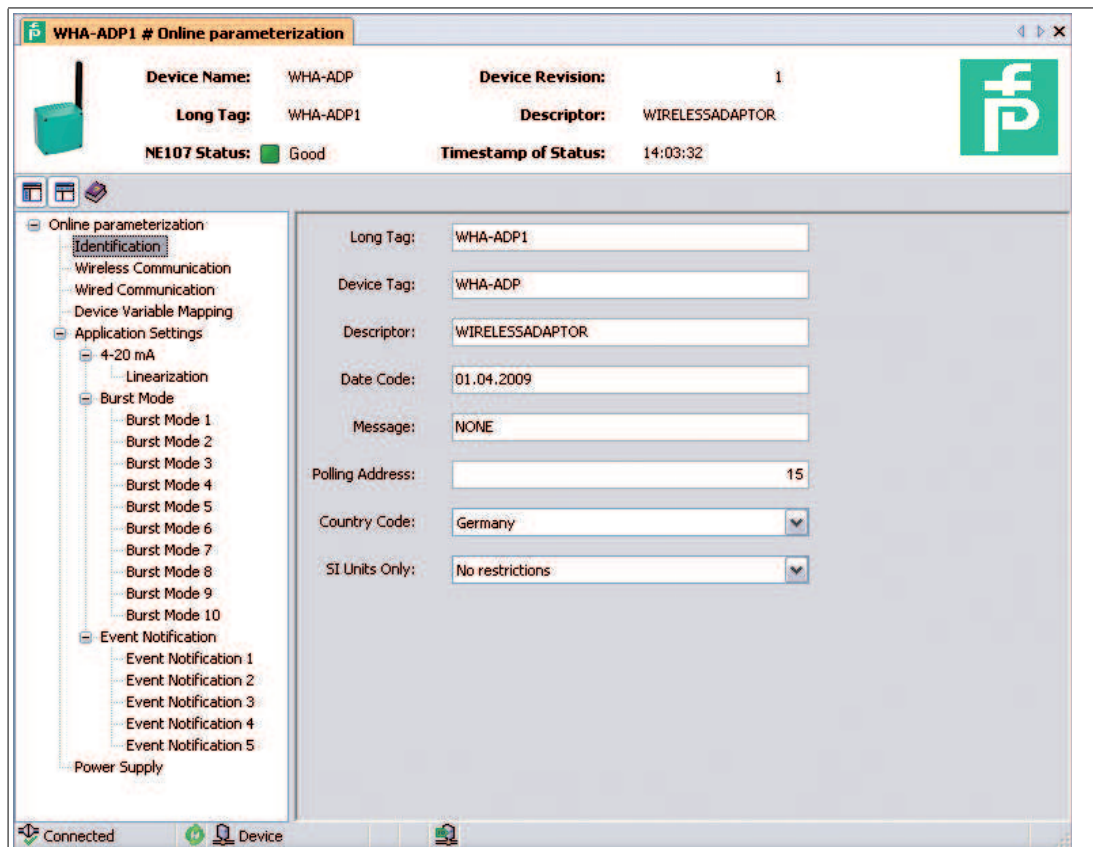 WHA-ADP1 # Online parameterization
Device Name: WHA-ADP Device Revision: 1
Long Tag: WHA-ADP1 Descriptor: WIRELESSADAPTOR
NE107 Status: Good Timestamp of Status: 14:03:32
Online parameterization
Identification
Wireless Communication
Wired Communication
Device Variable Mapping
Application Settings
4-20 mA
Linearization
Burst Mode
Burst Mode 1
Burst Mode 2
Burst Mode 3
Burst Mode 4
Burst Mode 5
Burst Mode 6
Burst Mode 7
Burst Mode 8
Burst Mode 9
Burst Mode 10
Event Notification
Event Notification 1
Event Notification 2
Event Notification 3
Event Notification 4
Event Notification 5
Power Supply
Long Tag: WHA-ADP1
Device Tag: WHA-ADP
Descriptor: WIRELESSADAPTOR
Date Code: 01.04.2009
Message: NONE
Polling Address: 15
Country Code: Germany
SI Units Only: No restrictions
Connected Device